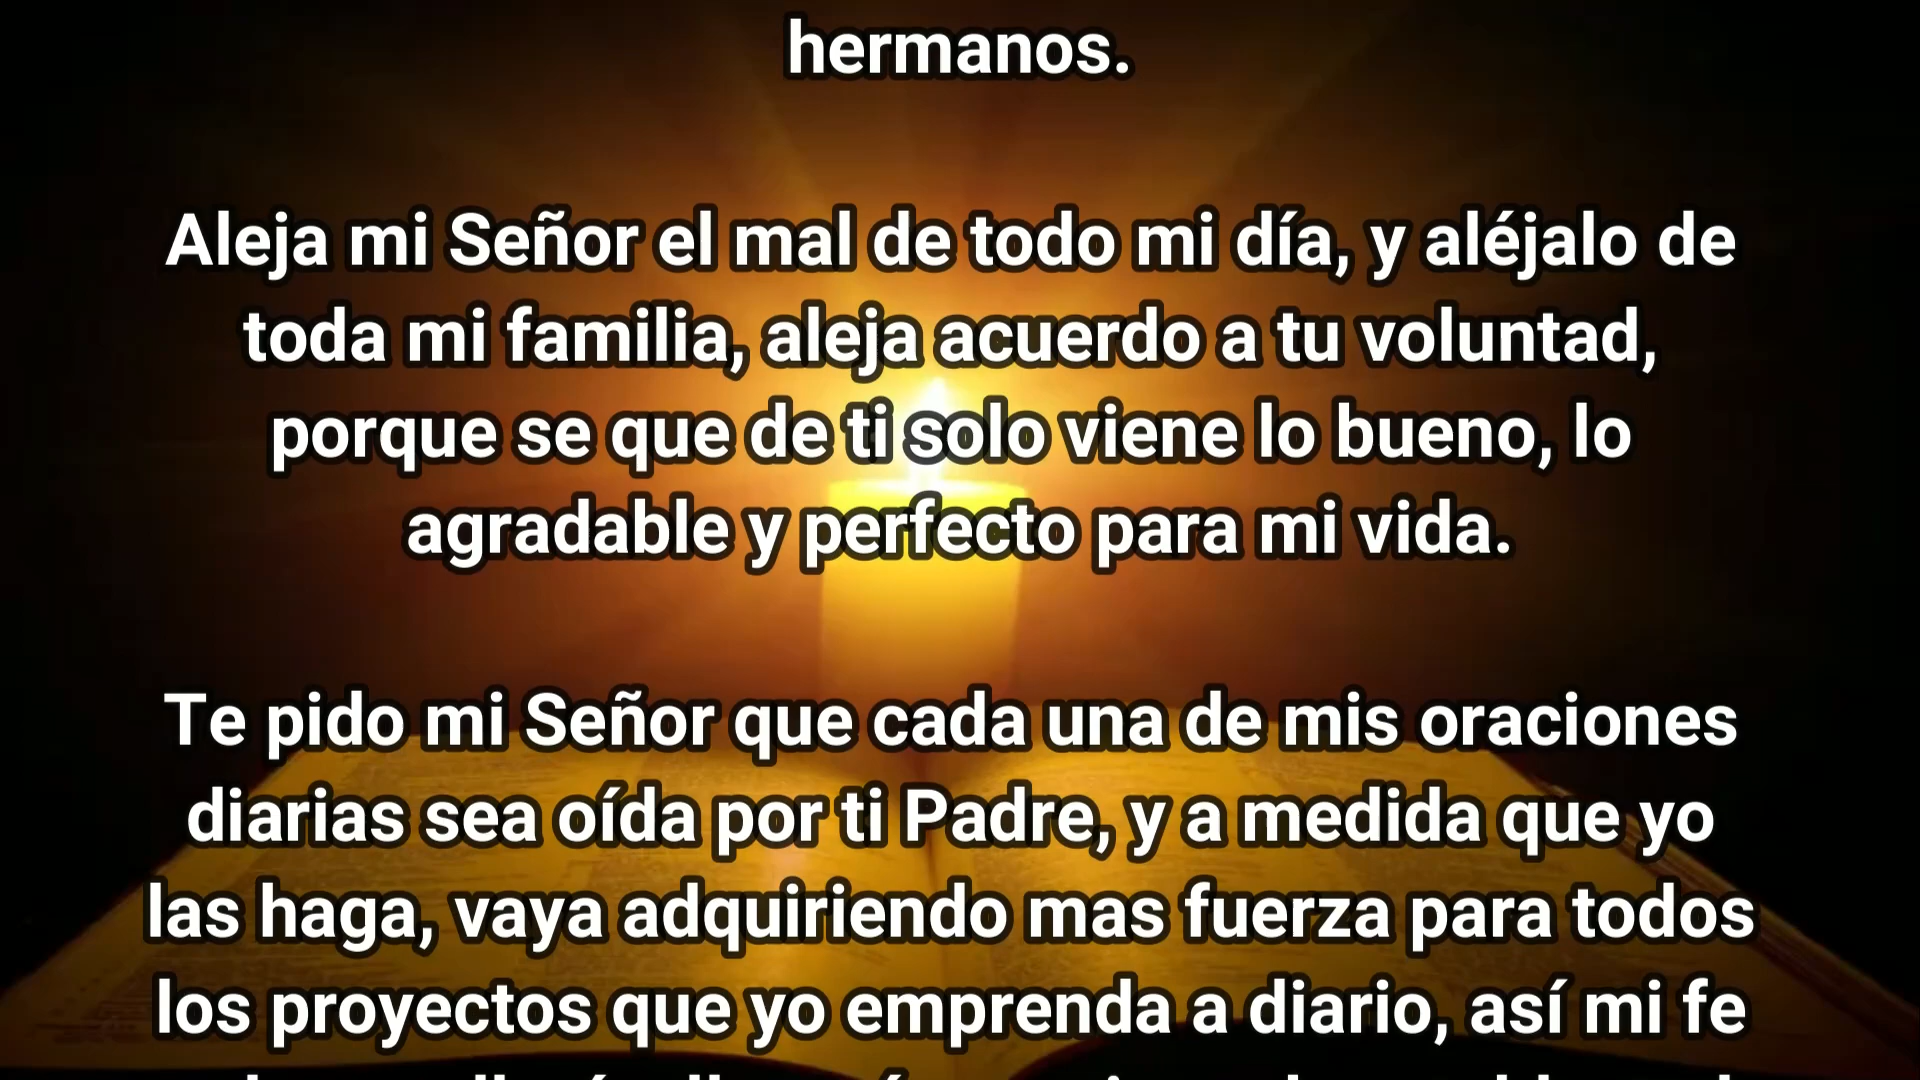 hermanos.
Aleja mi Señor el mal de todo mi día, y aléjalo de
toda mi familia, aleja acuerdo a tu voluntad,
porque se que de ti solo viene lo bueno, lo
agradable y perfecto para mi vida.
Te pido mi Señor que cada una de mis oraciones
diarias sea oída por ti Padre, y a medida que yo
las haga, vaya adquiriendo mas fuerza para todos
los proyectos que yo emprenda a diario, así mi fe